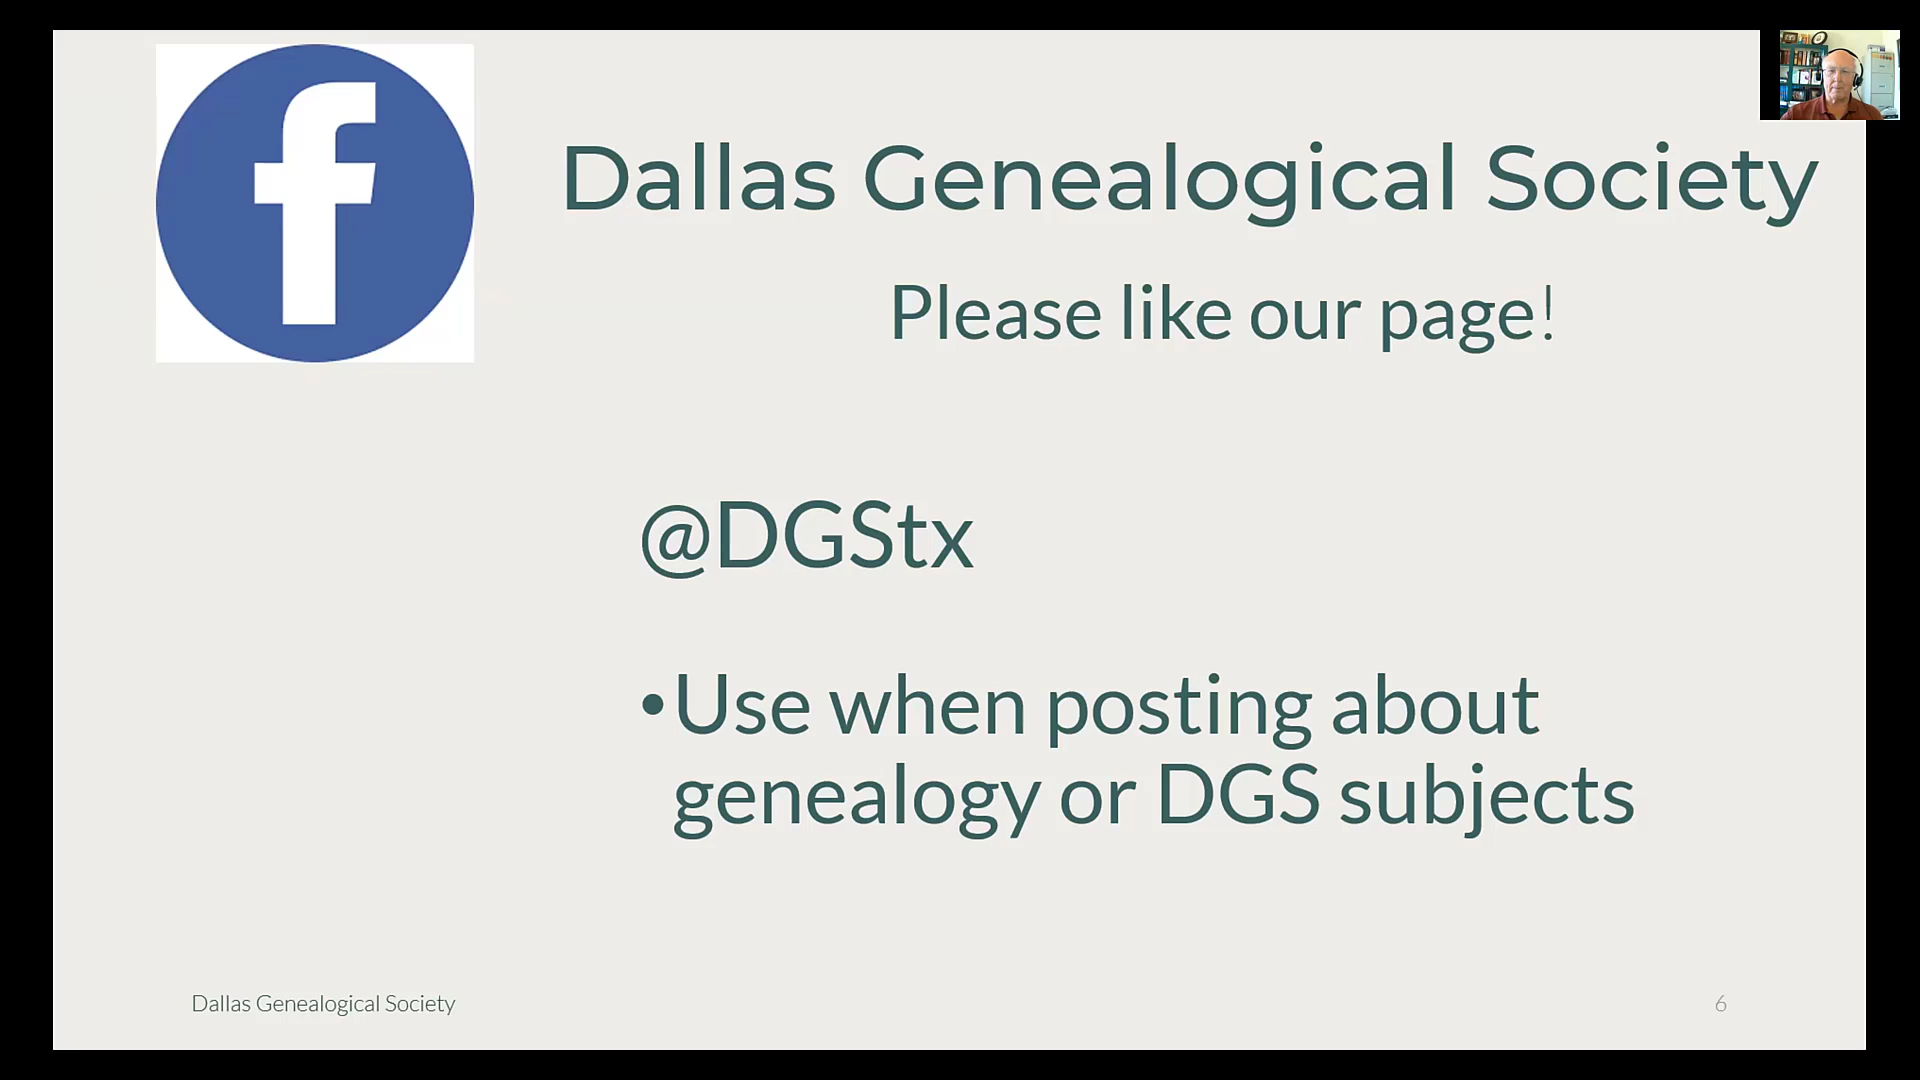 Dallas Genealogical Society
Please like our page!
@DGStx
•Use when posting about
genealogy or DGS subjects
Dallas Genealogical Society
6